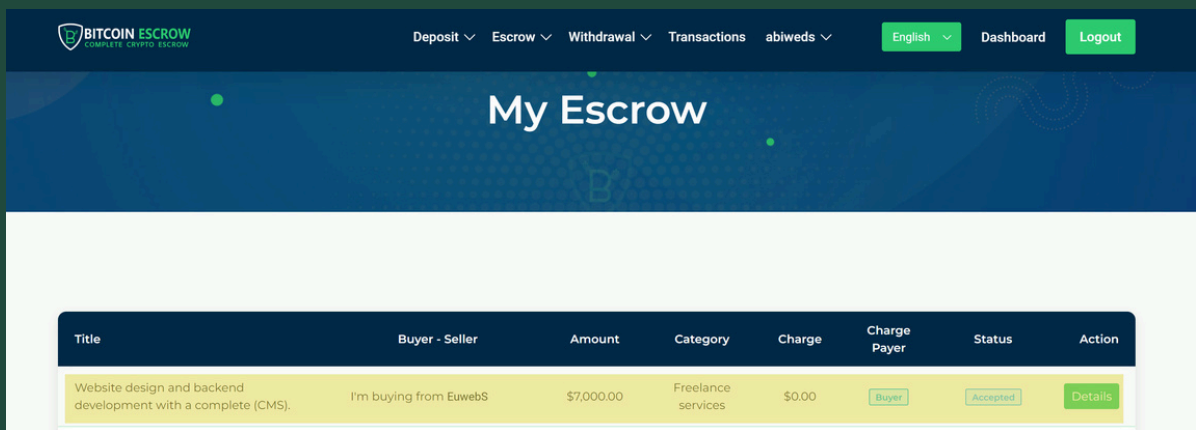 BITCOIN ESCROW
COMPLETE CRYPTO ESCROW
Deposit Escrow Withdrawal Transactions abiweds English Dashboard Logout
My Escrow
Title Buyer - Seller Amount Category Charge Charge Payer Status Action
Website design and backend development with a complete (CMS). I'm buying from EuwebS $7,000.00 Freelance services $0.00 Buyer Accepted Details